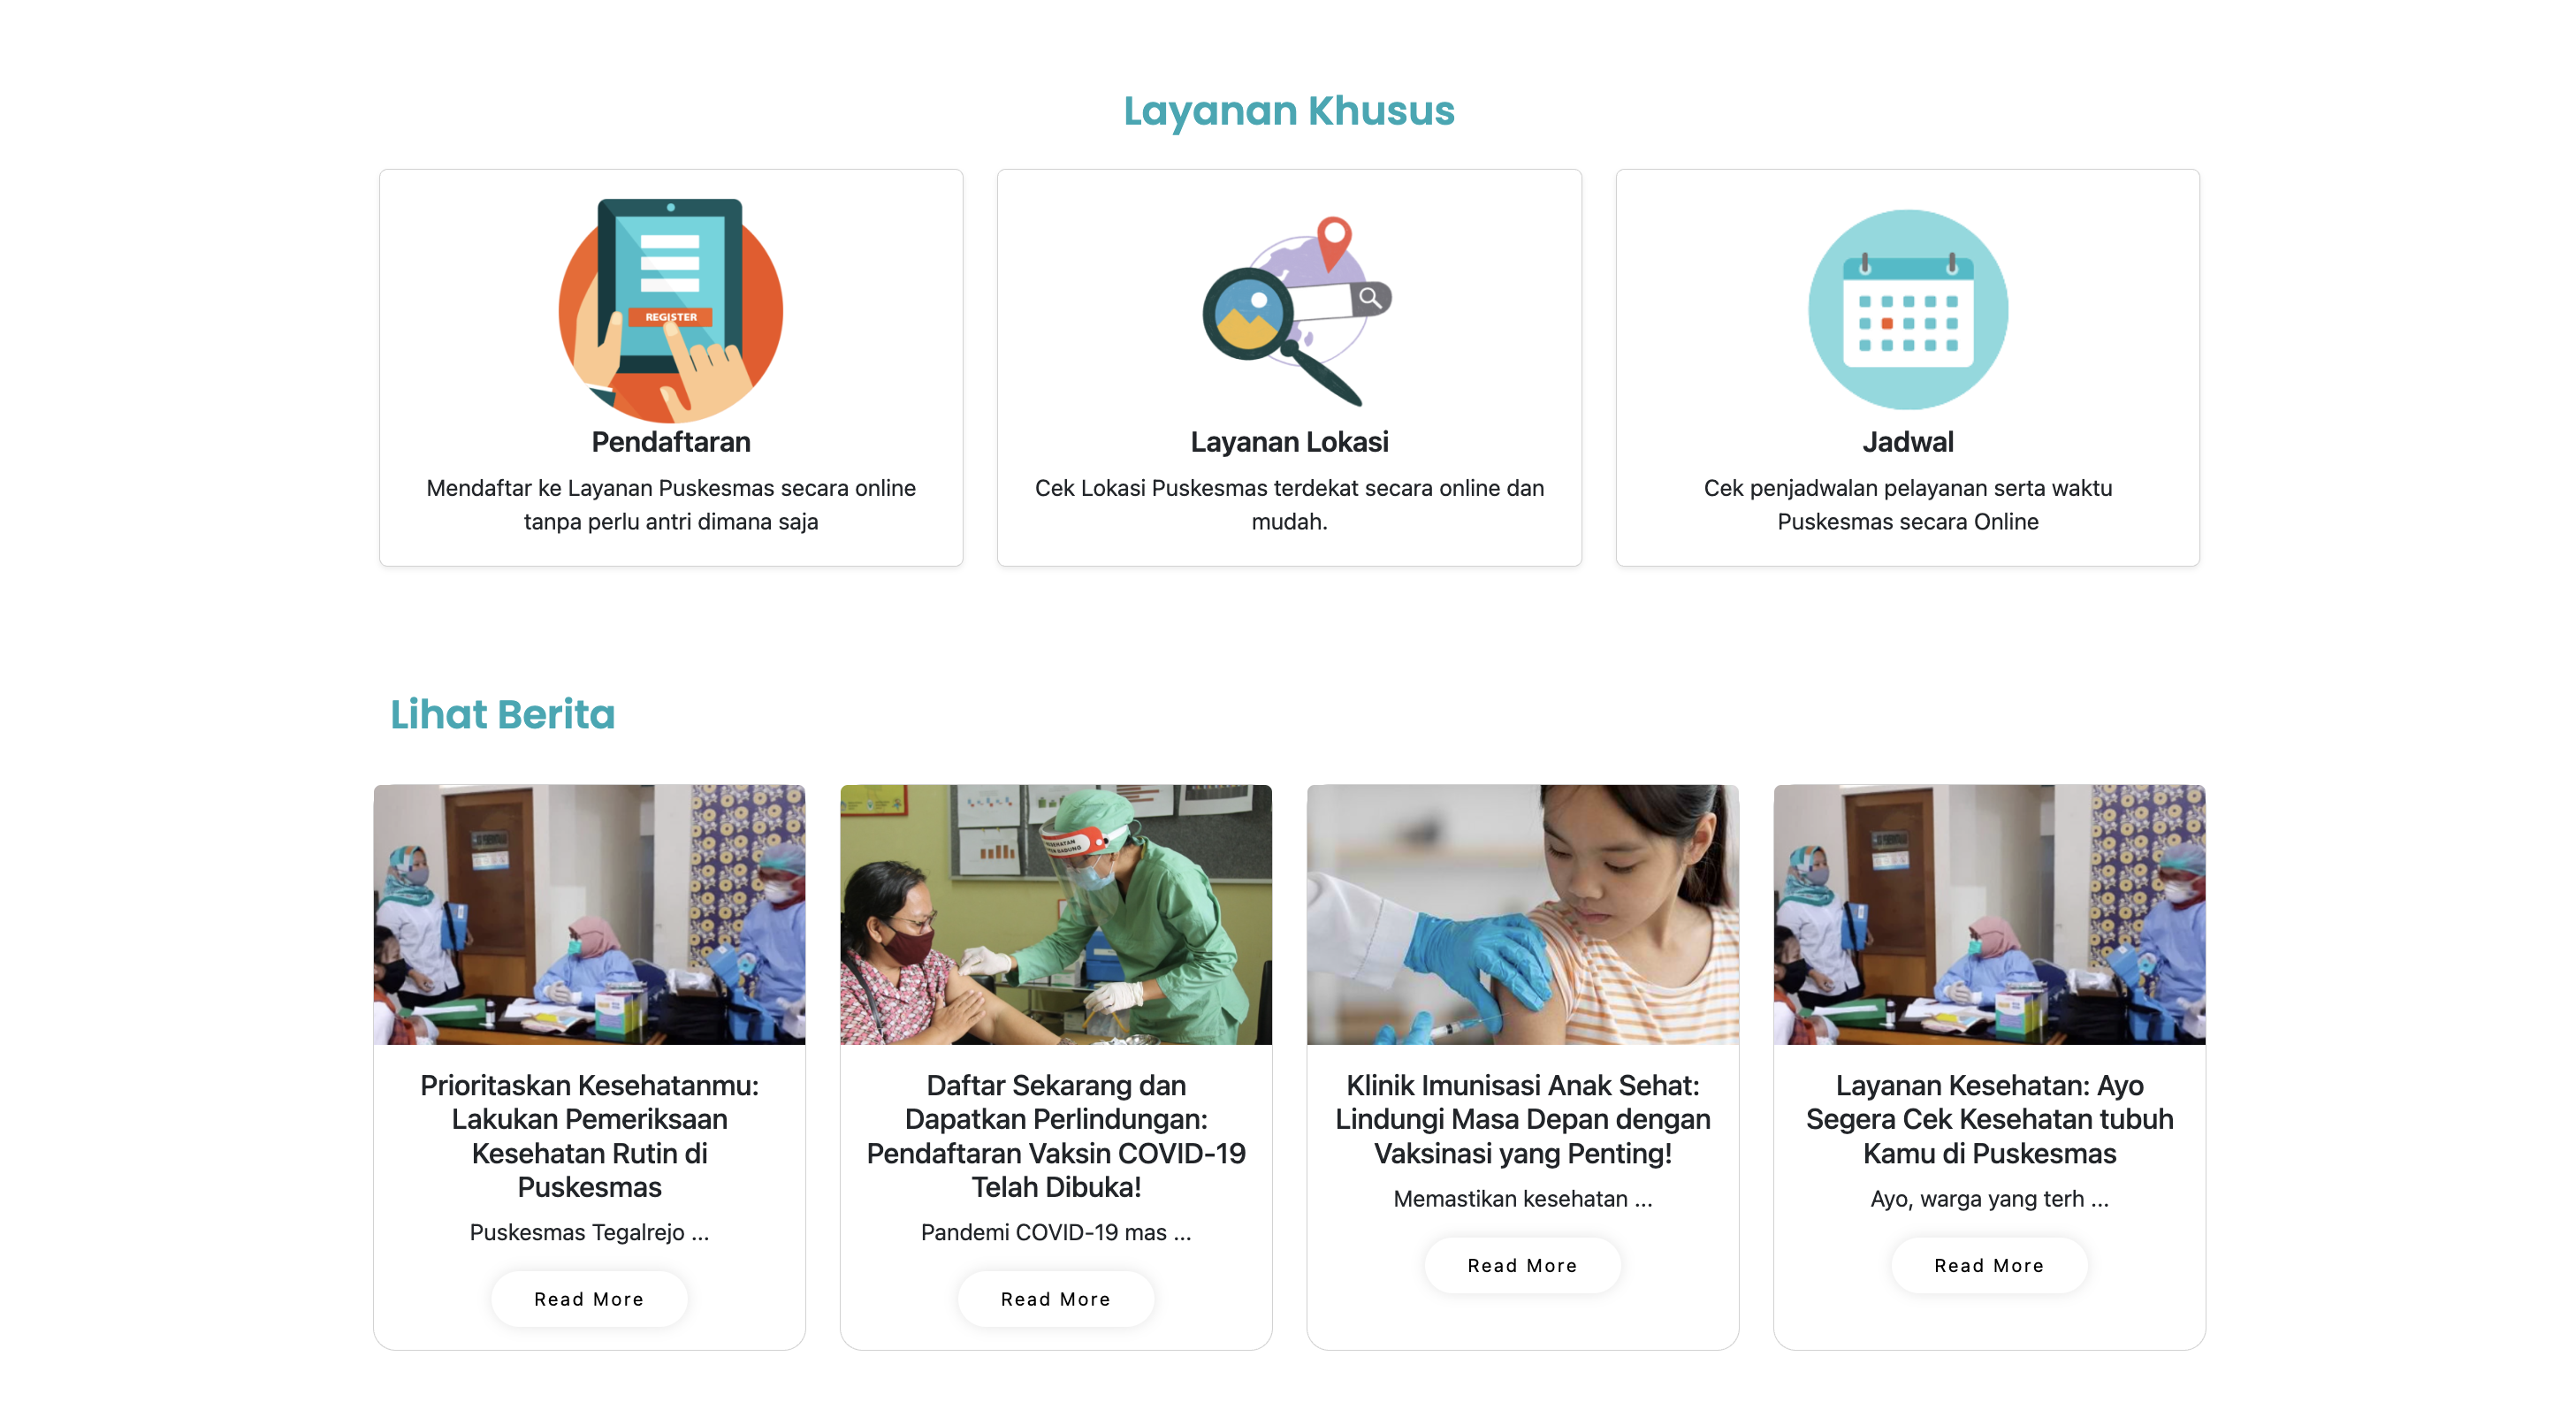 Layanan Khusus
REGISTER
Pendaftaran
Mendaftar ke Layanan Puskesmas secara online
tanpa perlu antri dimana saja
Layanan Lokasi
Cek Lokasi Puskesmas terdekat secara online dan
mudah.
Jadwal
Cek penjadwalan pelayanan serta waktu
Puskesmas secara Online
Lihat Berita
Prioritaskan Kesehatanmu:
Lakukan Pemeriksaan
Kesehatan Rutin di
Puskesmas
Puskesmas Tegalrejo ...
Read More
Daftar Sekarang dan
Dapatkan Perlindungan:
Pendaftaran Vaksin COVID-19
Telah Dibuka!
Pandemi COVID-19 mas ...
Read More
Klinik Imunisasi Anak Sehat:
Lindungi Masa Depan dengan
Vaksinasi yang Penting!
Memastikan kesehatan ...
Read More
Layanan Kesehatan: Ayo
Segera Cek Kesehatan tubuh
Kamu di Puskesmas
Ayo, warga yang terh ...
Read More